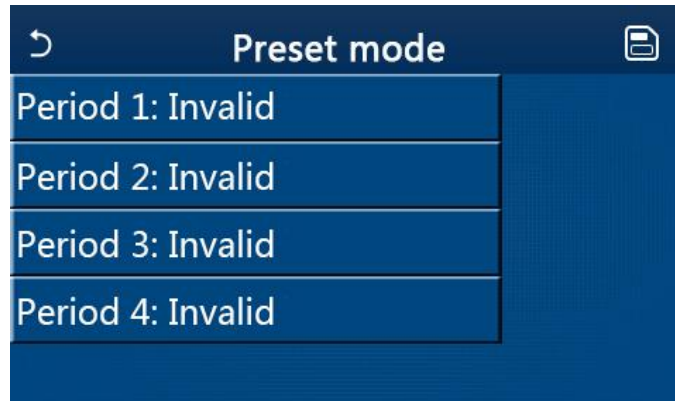 Preset mode
Period 1: Invalid
Period 2: Invalid
Period 3: Invalid
Period 4: Invalid